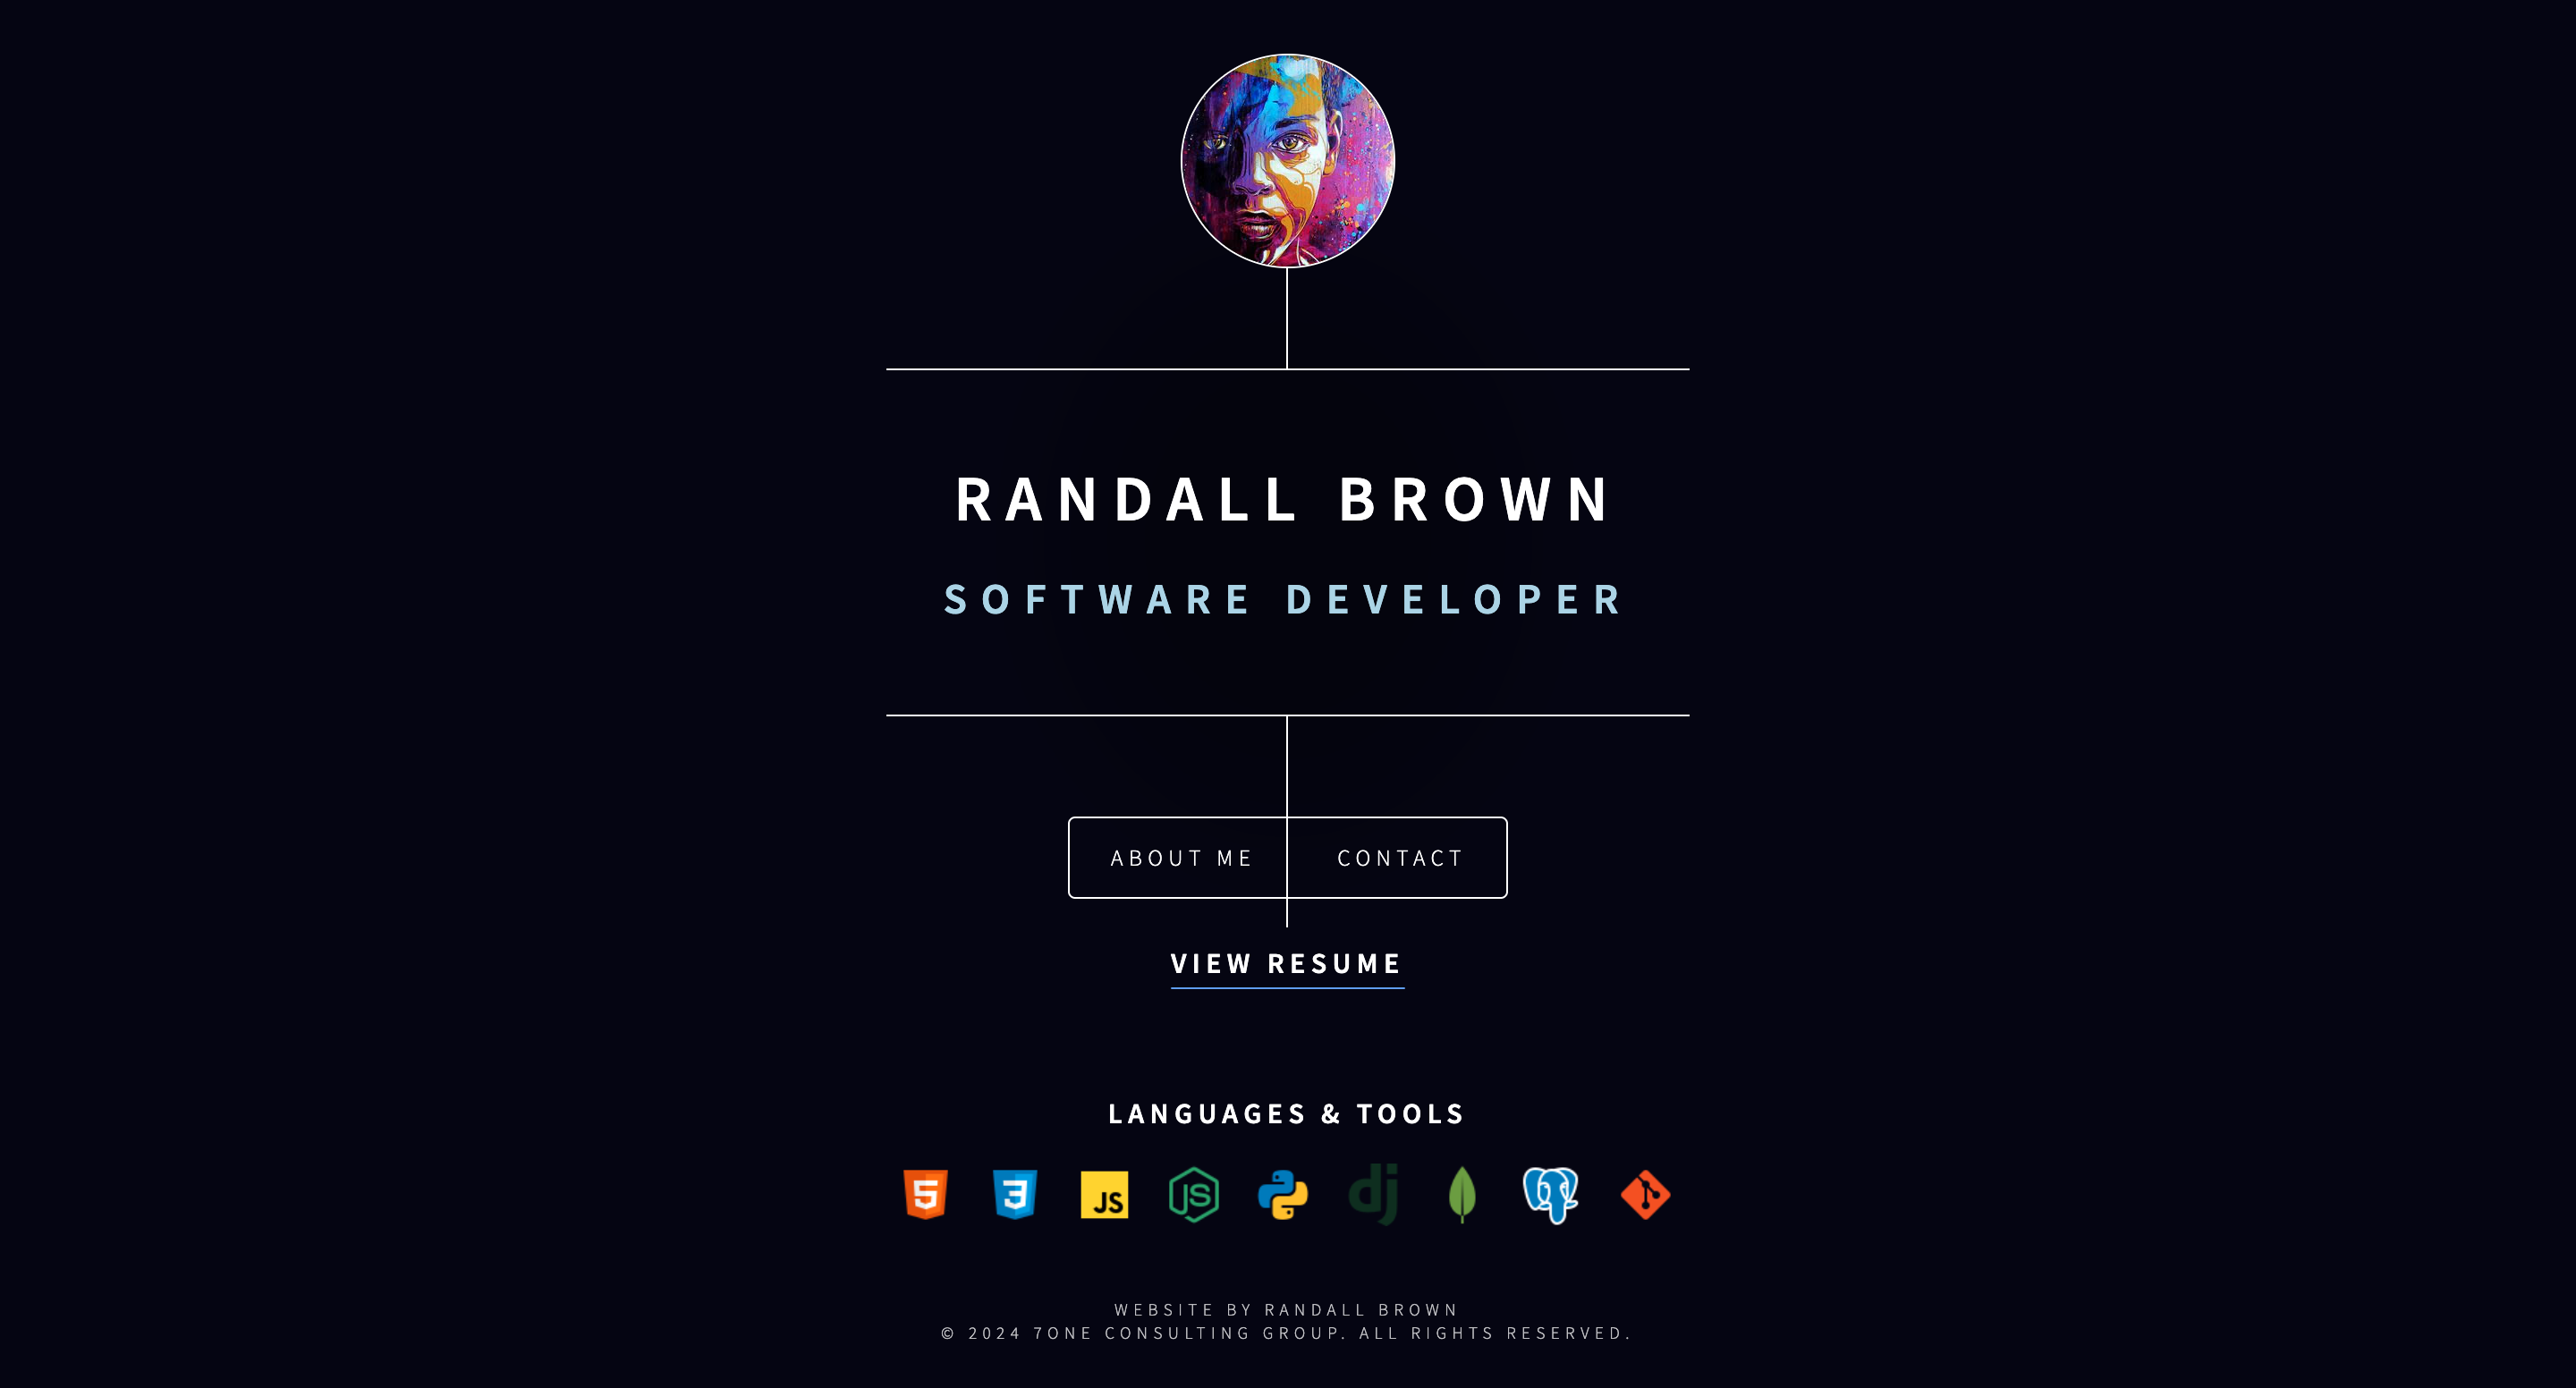 RANDALL BROWN
SOFTWARE DEVELOPER
ABOUT ME
CONTACT
VIEW RESUME
LANGUAGES & TOOLS
5 3 JS JS dj
WEBSITE BY RANDALL BROWN
© 2024 7ONE CONSULTING GROUP. ALL RIGHTS RESERVED.